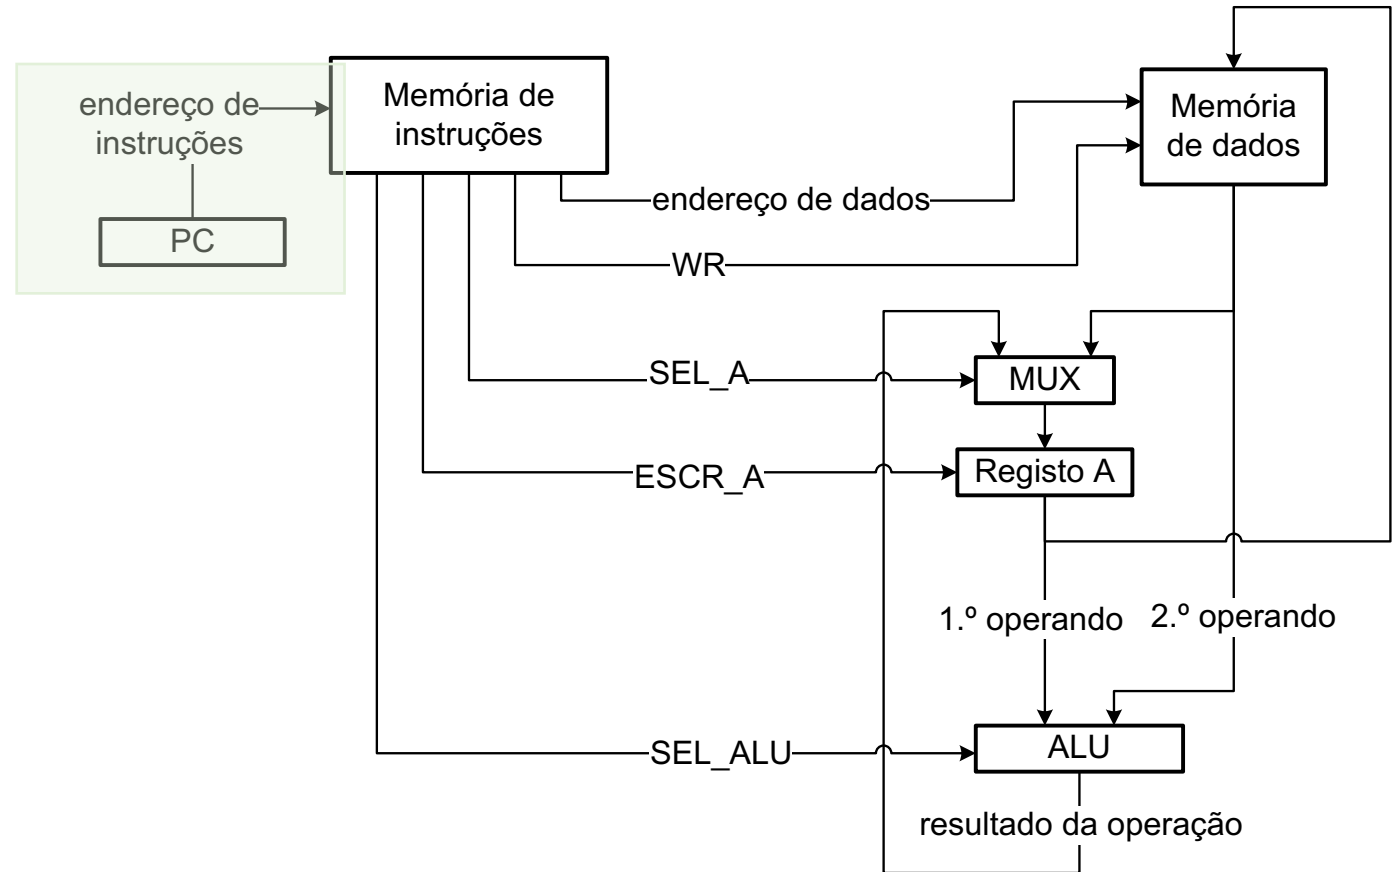 endereço de
instruções
PC
Memória de
instruções
Memória
de dados
endereço de dados
WR
SEL_A
MUX
ESCR_A
Registo A
1.º operando
2.º operando
SEL_ALU
ALU
resultado da operação